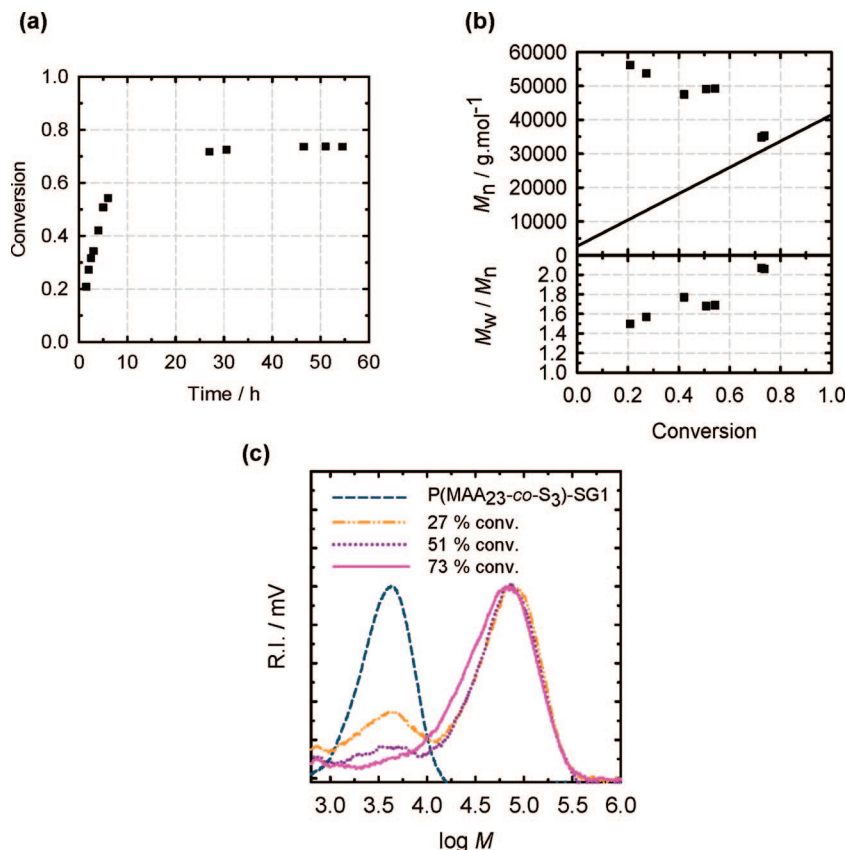 (a)
1.0
0.8
0.6
0.4
0.2
0.0
Conversion
0 10 20 30 40 50 60
Time / h
(b)
60000
50000
40000
30000
20000
10000
0
Mn / g.mol⁻¹
2.0
1.8
1.6
1.4
1.2
1.0
Mw / Mn
0.0 0.2 0.4 0.6 0.8 1.0
Conversion
(c)
P(MAA₂₃-co-S₃)-SG1
27 % conv.
51 % conv.
73 % conv.
R.I. / mV
3.0 3.5 4.0 4.5 5.0 5.5 6.0
log M